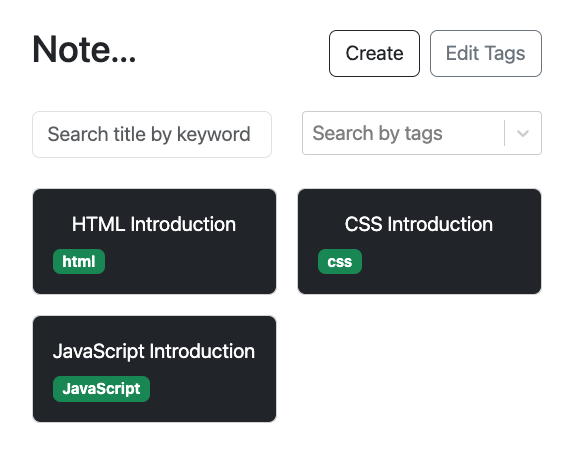 Note...
Create
Edit Tags
Search title by keyword
Search by tags
HTML Introduction
html
CSS Introduction
css
JavaScript Introduction
JavaScript